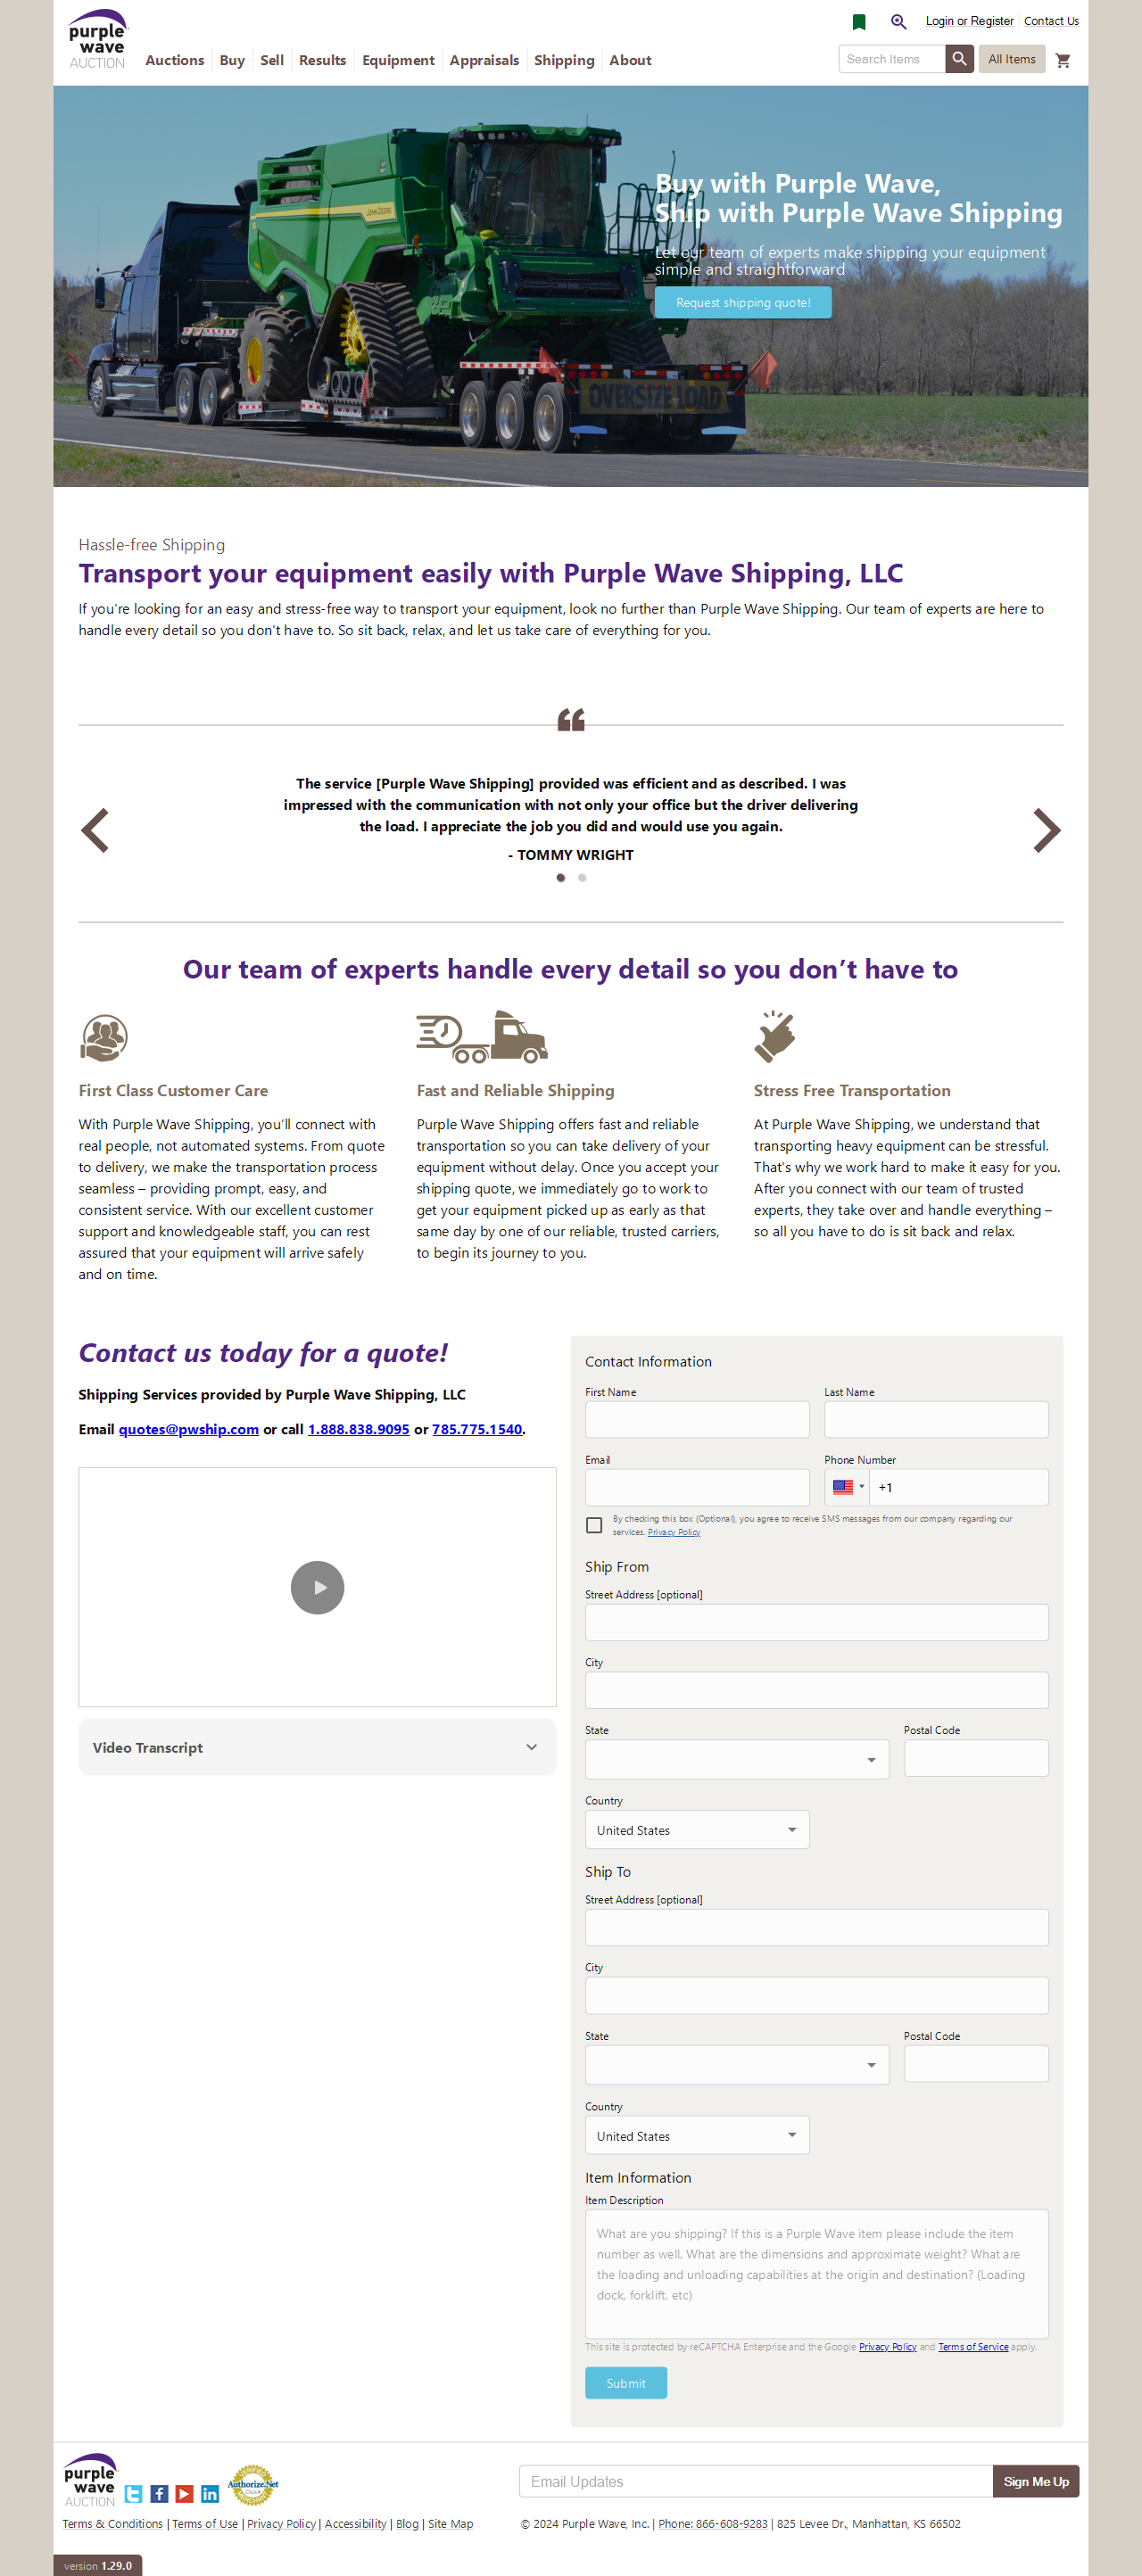 purple
wave
AUCTION
Login or Register
Contact Us
Auctions
Buy
Sell
Results
Equipment
Appraisals
Shipping
About
Search Items
All Items
JOHN DEERE
OVERSIZE LOAD
Buy with Purple Wave,
Ship with Purple Wave Shipping
Let our team of experts make shipping your equipment
simple and straightforward
Request shipping quote!
Hassle-free Shipping
Transport your equipment easily with Purple Wave Shipping, LLC
If you're looking for an easy and stress-free way to transport your equipment, look no further than Purple Wave Shipping. Our team of experts are here to
handle every detail so you don't have to. So sit back, relax, and let us take care of everything for you.
The service [Purple Wave Shipping] provided was efficient and as described. I was
impressed with the communication with not only your office but the driver delivering
the load. I appreciate the job you did and would use you again.
- TOMMY WRIGHT
Our team of experts handle every detail so you don't have to
First Class Customer Care
With Purple Wave Shipping, you'll connect with
real people, not automated systems. From quote
to delivery, we make the transportation process
seamless – providing prompt, easy, and
consistent service. With our excellent customer
support and knowledgeable staff, you can rest
assured that your equipment will arrive safely
and on time.
Fast and Reliable Shipping
Purple Wave Shipping offers fast and reliable
transportation so you can take delivery of your
equipment without delay. Once you accept your
shipping quote, we immediately go to work to
get your equipment picked up as early as that
same day by one of our reliable, trusted carriers,
to begin its journey to you.
Stress Free Transportation
At Purple Wave Shipping, we understand that
transporting heavy equipment can be stressful.
That's why we work hard to make it easy for you.
After you connect with our team of trusted
experts, they take over and handle everything –
so all you have to do is sit back and relax.
Contact us today for a quote!
Shipping Services provided by Purple Wave Shipping, LLC
Email quotes@pwship.com or call 1.888.838.9095 or 785.775.1540.
Video Transcript
Contact Information
First Name
Last Name
Email
Phone Number
+1
By checking this box (Optional), you agree to receive SMS messages from our company regarding our
services. Privacy Policy
Ship From
Street Address [optional]
City
State
Postal Code
Country
United States
Ship To
Street Address [optional]
City
State
Postal Code
Country
United States
Item Information
Item Description
What are you shipping? If this is a Purple Wave item please include the item
number as well. What are the dimensions and approximate weight? What are
the loading and unloading capabilities at the origin and destination? (Loading
dock, forklift, etc)
This site is protected by reCAPTCHA Enterprise and the Google Privacy Policy and Terms of Service apply.
Submit
purple
wave
AUCTION
Authorize.Net
Email Updates
Sign Me Up
Terms & Conditions | Terms of Use | Privacy Policy | Accessibility | Blog | Site Map
© 2024 Purple Wave, Inc. | Phone: 866-608-9283 | 825 Levee Dr., Manhattan, KS 66502
version 1.29.0